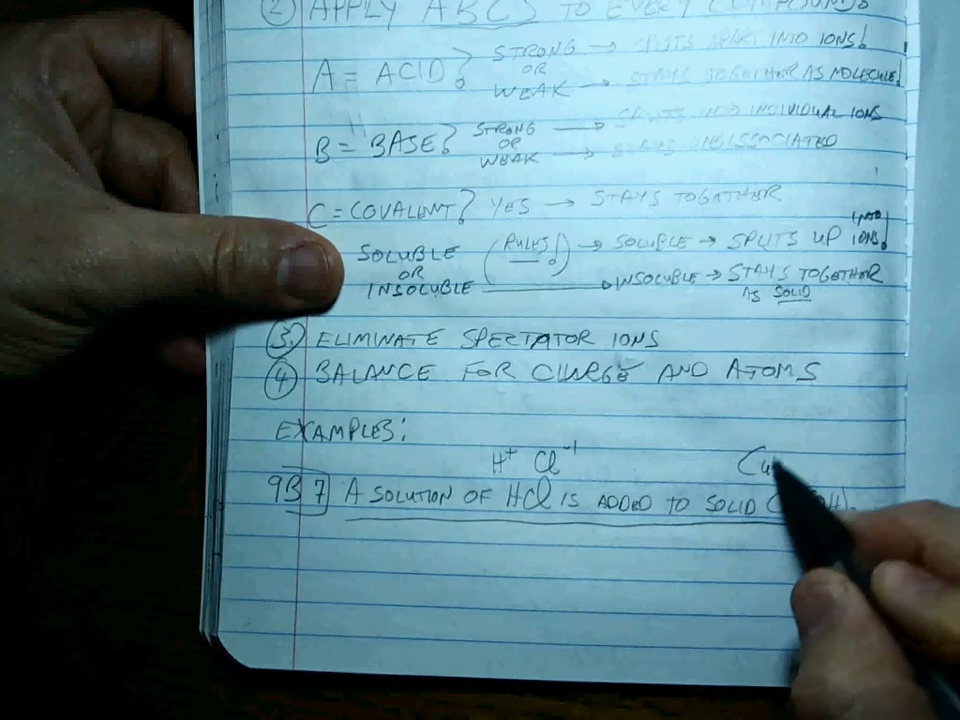 ② APPLY ABCS TO EVERY COMPOUND:
A = ACID? STRONG → SPLITS APART INTO IONS!
OR
WEAK → STAYS TOGETHER AS MOLECULE!
B = BASE? STRONG → SPLITS INTO INDIVIDUAL IONS
OR
WEAK → STAYS UNDISSOCIATED
C = COVALENT? YES → STAYS TOGETHER
SOLUBLE (RULES!) → SOLUBLE → SPLITS UP INTO IONS!
OR
INSOLUBLE → INSOLUBLE → STAYS TOGETHER
AS SOLID
③. ELIMINATE SPECTATOR IONS
④ BALANCE FOR CHARGE AND ATOMS
EXAMPLES:
H⁺ Cl⁻¹
9B 7 A SOLUTION OF HCl IS ADDED TO SOLID